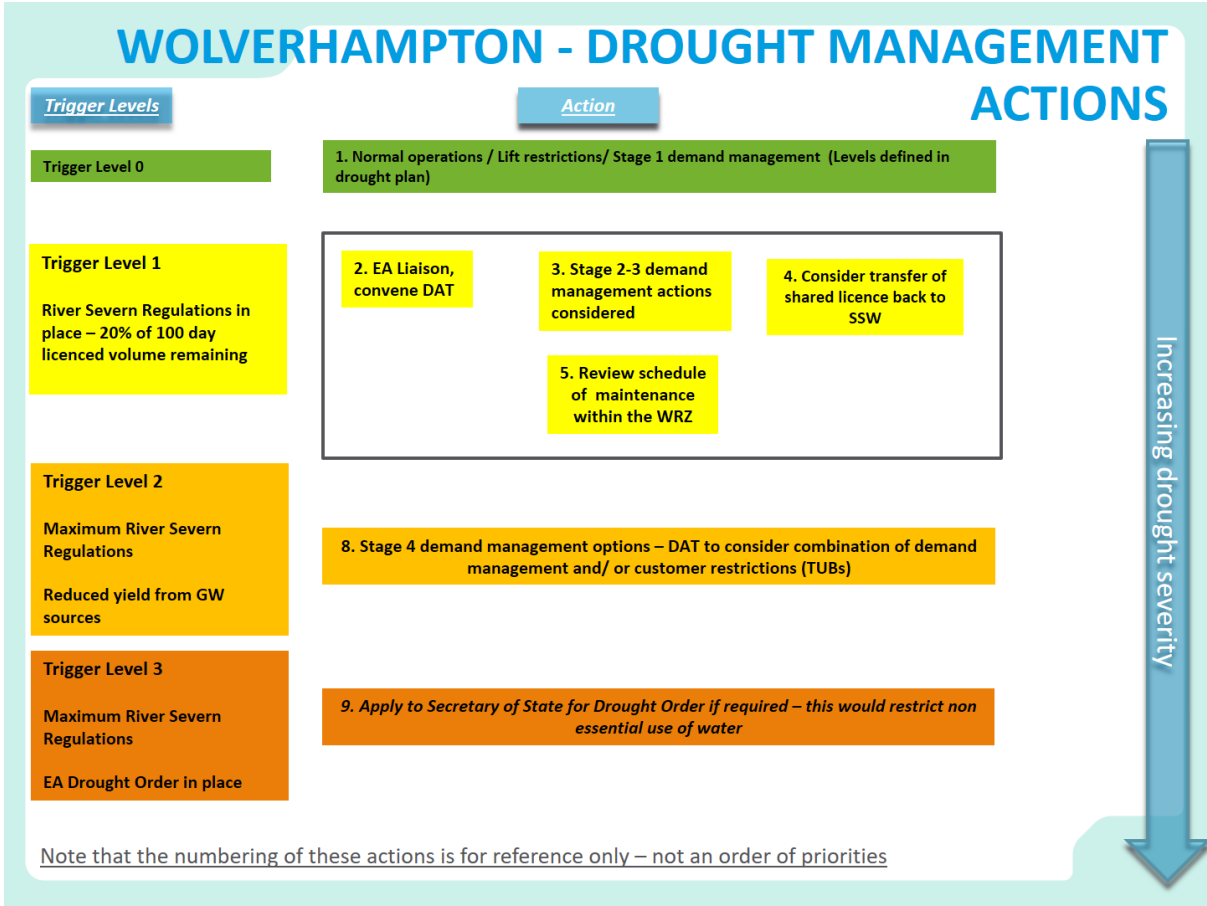 WOLVERHAMPTON - DROUGHT MANAGEMENT
ACTIONS
Trigger Levels
Action
Trigger Level 0
1. Normal operations / Lift restrictions/ Stage 1 demand management  (Levels defined in
drought plan)
Trigger Level 1
River Severn Regulations in
place – 20% of 100 day
licenced volume remaining
2. EA Liaison,
convene DAT
3. Stage 2-3 demand
management actions
considered
4. Consider transfer of
shared licence back to
SSW
5. Review schedule
of  maintenance
within the WRZ
Trigger Level 2
Maximum River Severn
Regulations
Reduced yield from GW
sources
8. Stage 4 demand management options – DAT to consider combination of demand
management and/ or customer restrictions (TUBs)
Trigger Level 3
Maximum River Severn
Regulations
EA Drought Order in place
9. Apply to Secretary of State for Drought Order if required – this would restrict non
essential use of water
Increasing drought severity
Note that the numbering of these actions is for reference only – not an order of priorities